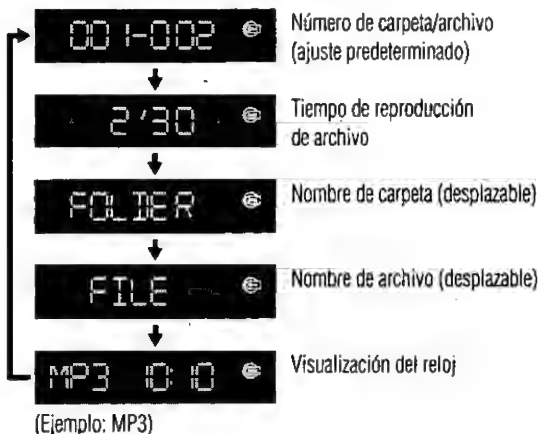 001-002
Número de carpeta/archivo
(ajuste predeterminado)
2'30
Tiempo de reproducción
de archivo
FOLDER
Nombre de carpeta (desplazable)
FILE
Nombre de archivo (desplazable)
MP3 10:10
Visualización del reloj
(Ejemplo: MP3)